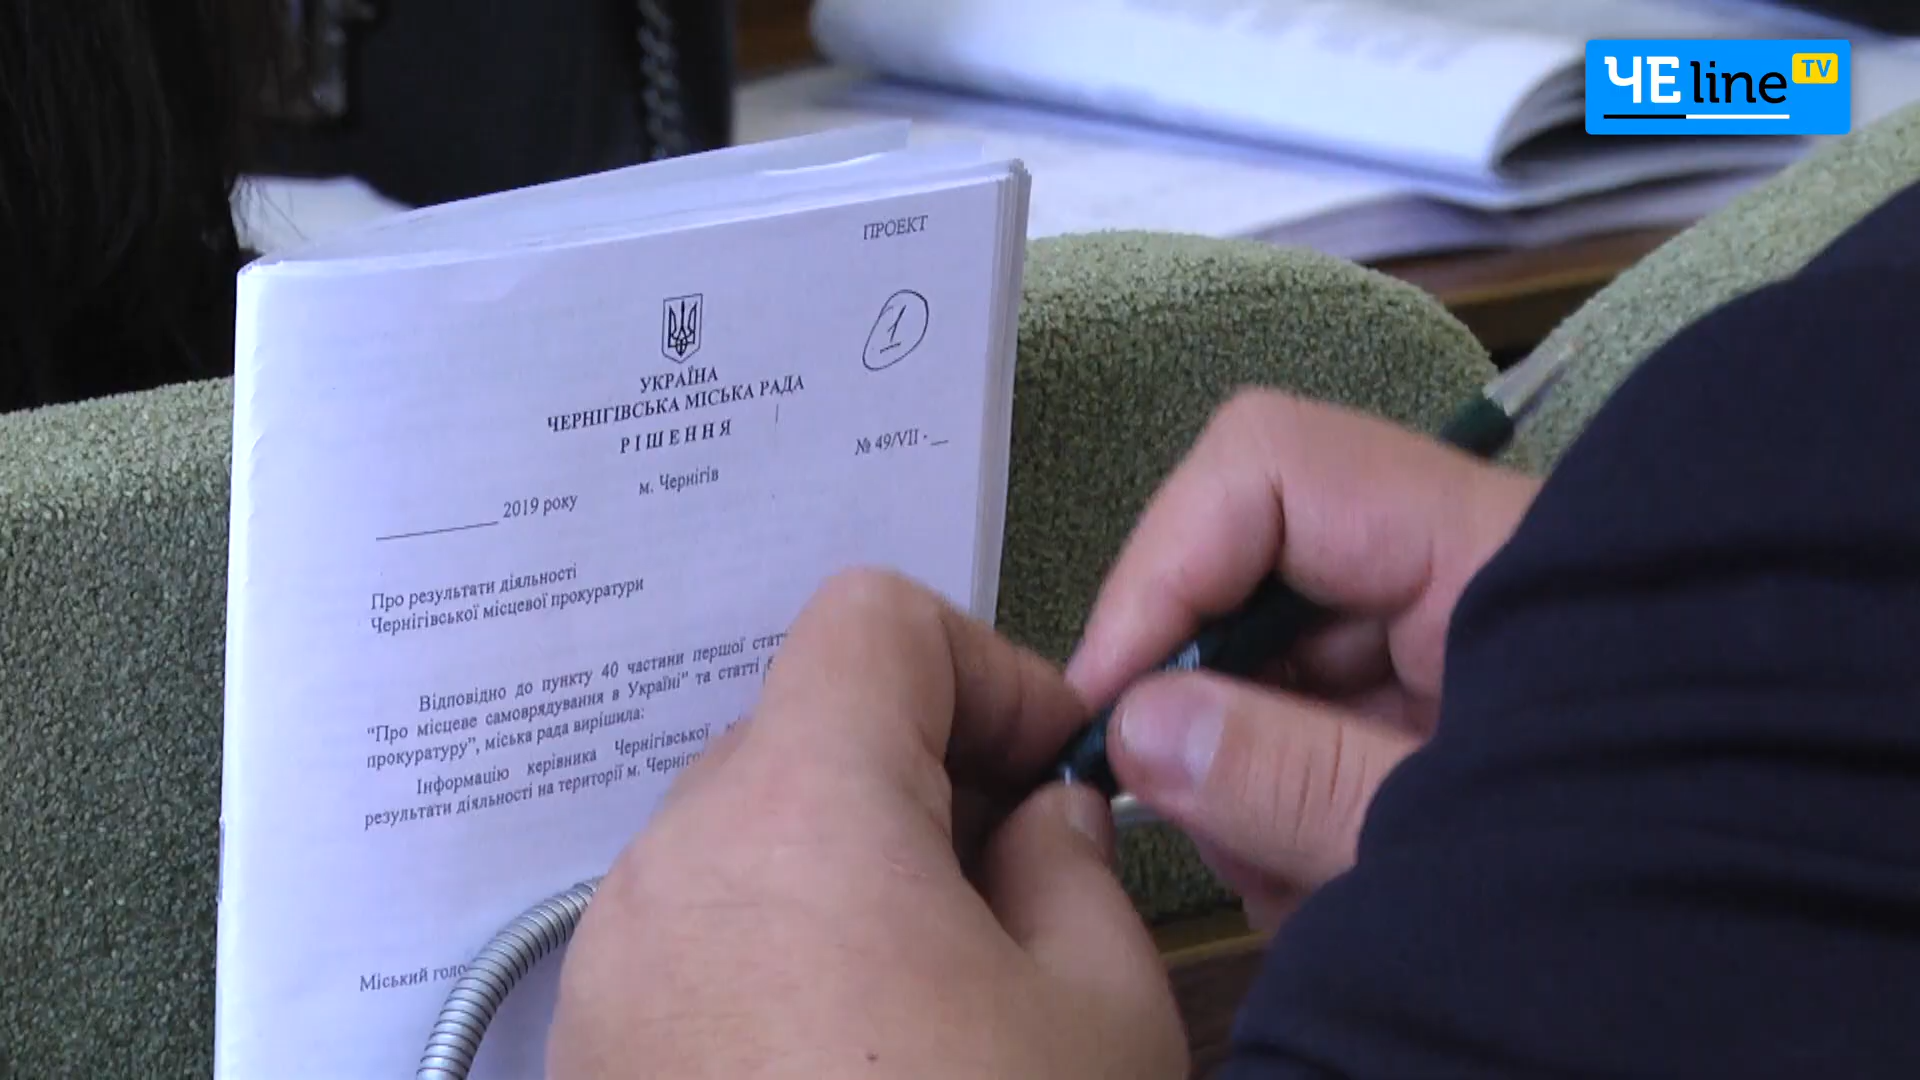 ЧЕline TV
ПРОЕКТ
1
УКРАЇНА
ЧЕРНІГІВСЬКА МІСЬКА РАДА
РІШЕННЯ
2019 року
м. Чернігів
№ 49/VII - __
Про результати діяльності
Чернігівської місцевої прокуратури
Відповідно до пункту 40 частини першої
“Про місцеве самоврядування в Україні” та статті
прокуратуру”, міська рада вирішила:
Інформацію керівника Чернігівської
результати діяльності на території м.
Міський